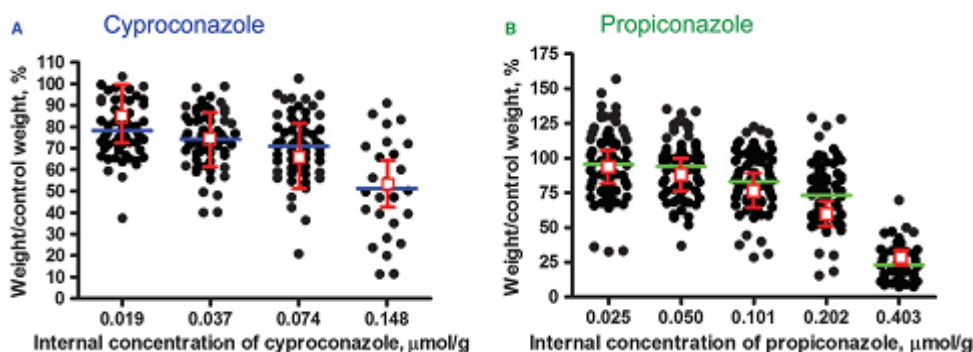 A Cyproconazole
Weight/control weight, %
110
100
90
80
70
60
50
40
30
20
10
0
0.019 0.037 0.074 0.148
Internal concentration of cyproconazole, μmol/g
B Propiconazole
Weight/control weight, %
175
150
125
100
75
50
25
0
0.025 0.050 0.101 0.202 0.403
Internal concentration of propiconazole, μmol/g